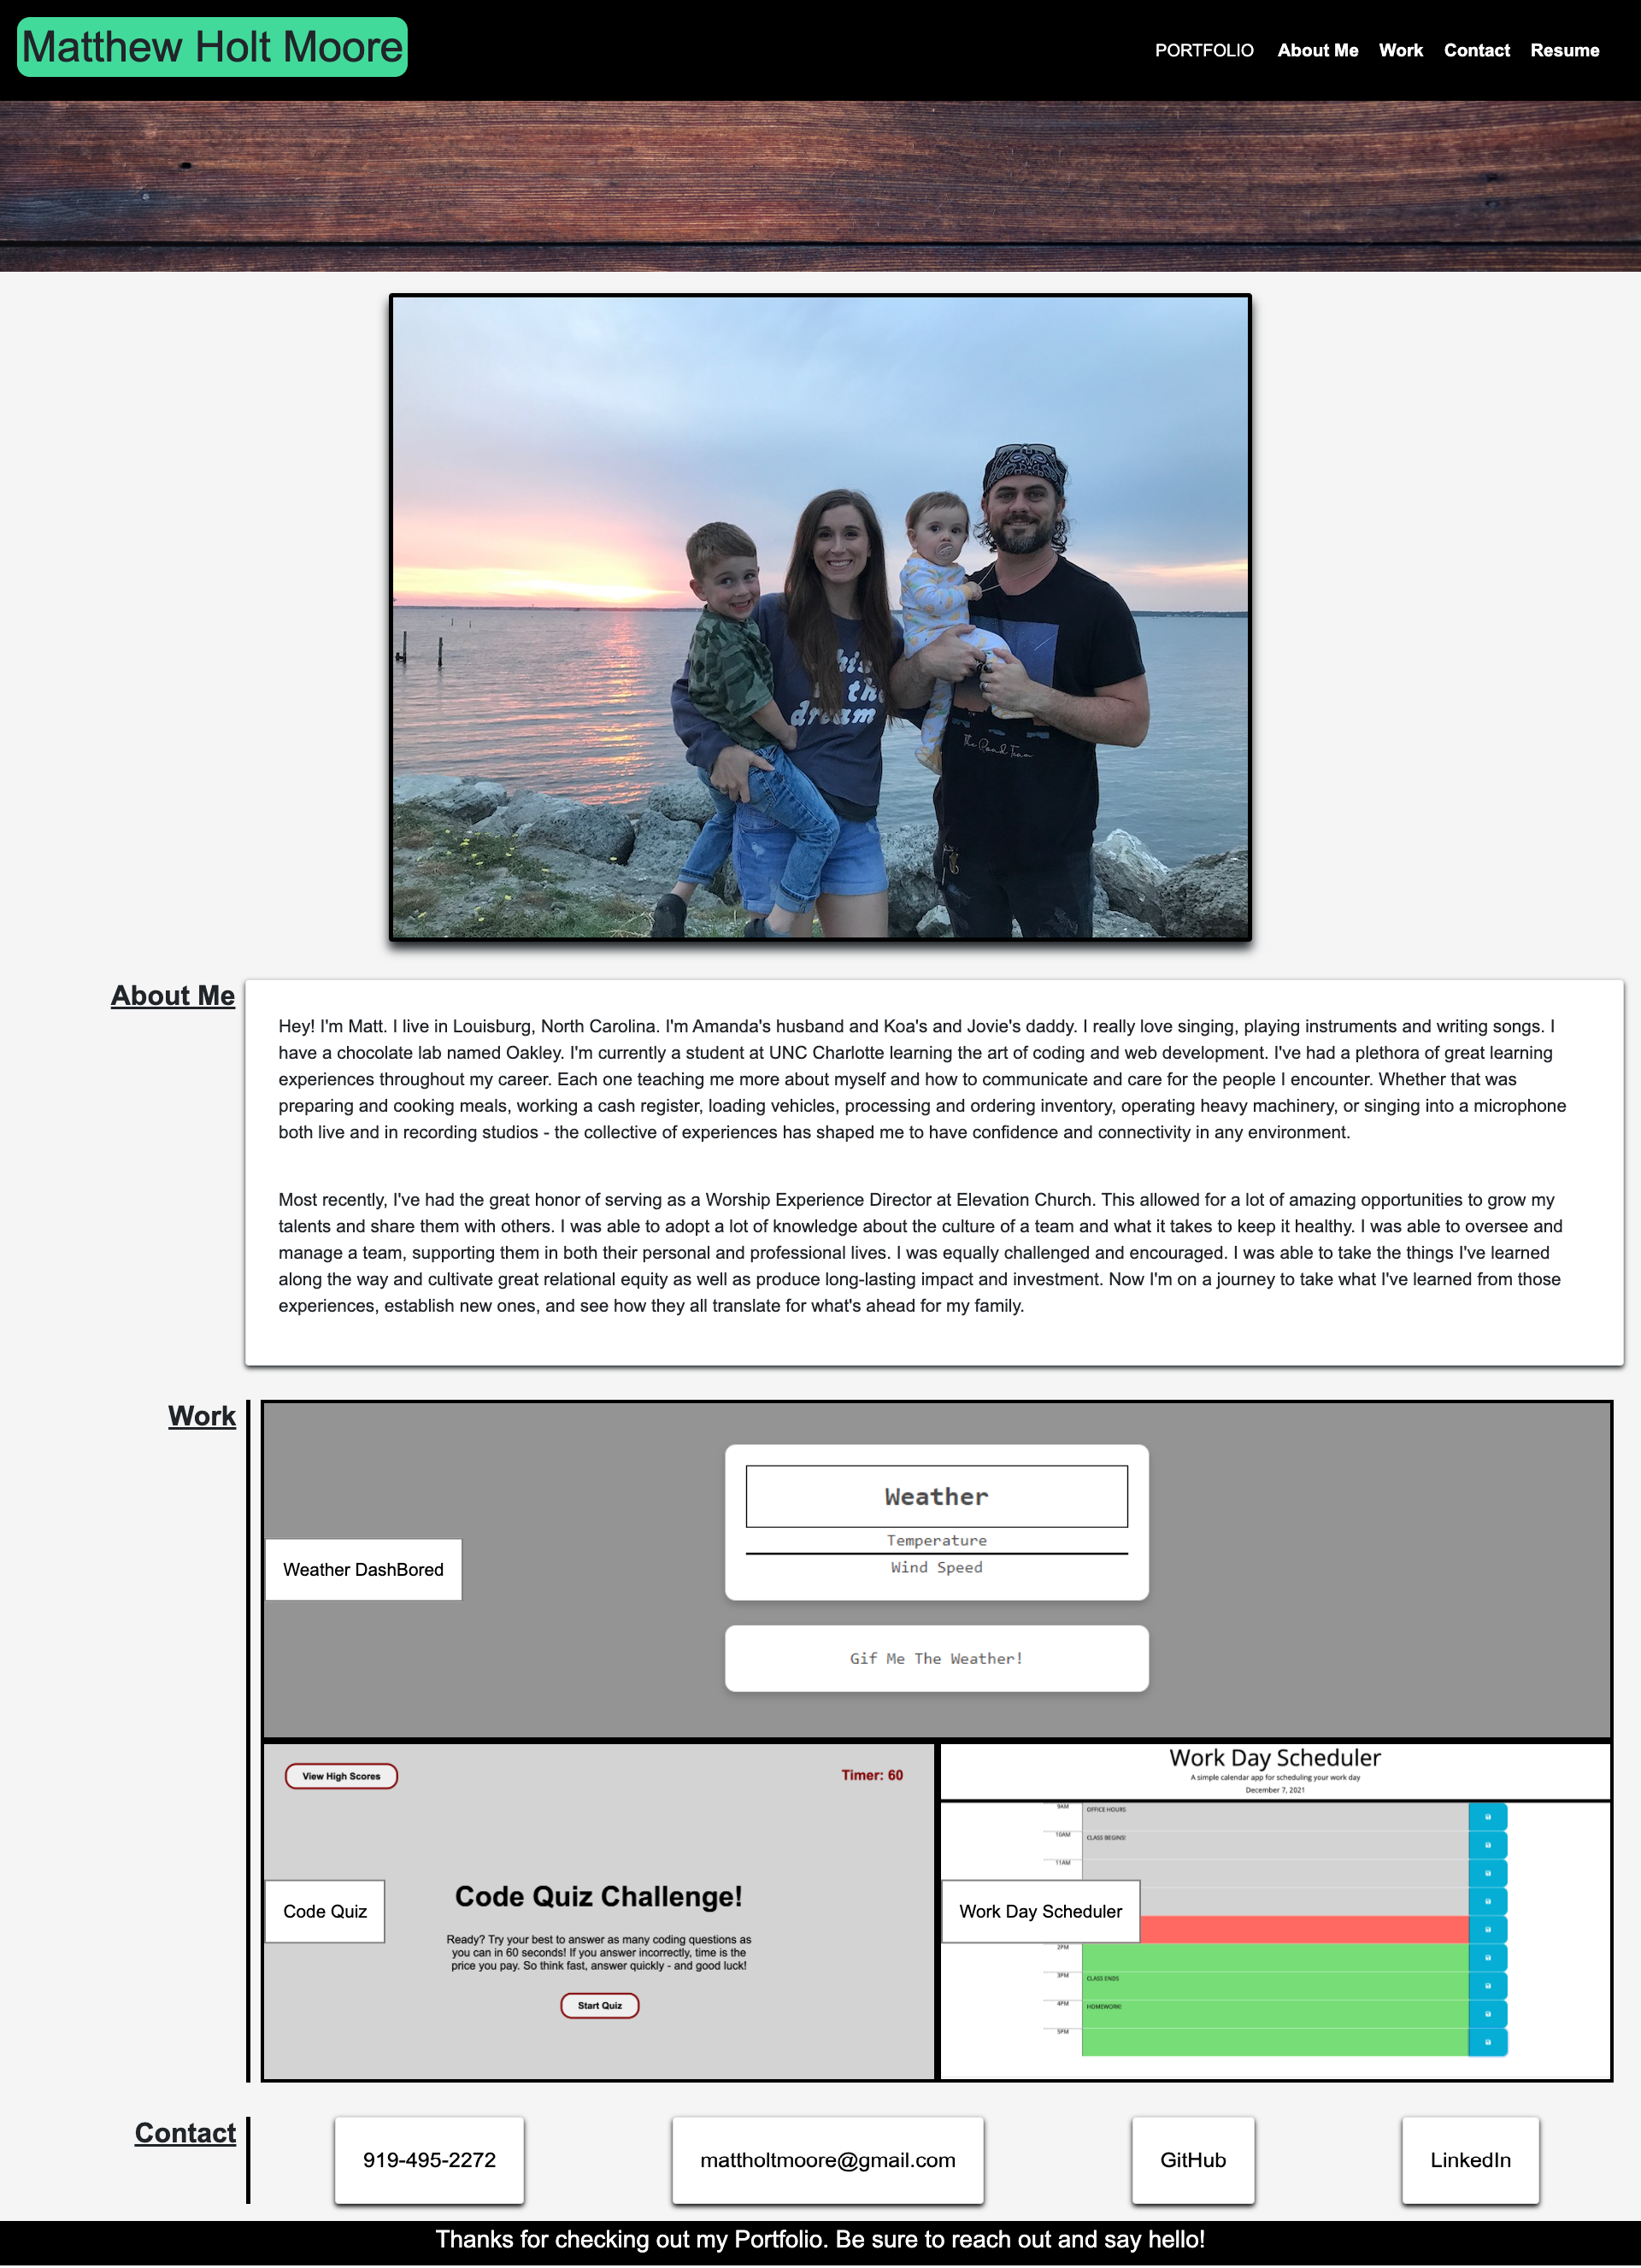 Matthew Holt Moore
PORTFOLIO About Me Work Contact Resume
the
dream
The Road Team
About Me
Hey! I'm Matt. I live in Louisburg, North Carolina. I'm Amanda's husband and Koa's and Jovie's daddy. I really love singing, playing instruments and writing songs. I
have a chocolate lab named Oakley. I'm currently a student at UNC Charlotte learning the art of coding and web development. I've had a plethora of great learning
experiences throughout my career. Each one teaching me more about myself and how to communicate and care for the people I encounter. Whether that was
preparing and cooking meals, working a cash register, loading vehicles, processing and ordering inventory, operating heavy machinery, or singing into a microphone
both live and in recording studios - the collective of experiences has shaped me to have confidence and connectivity in any environment.
Most recently, I've had the great honor of serving as a Worship Experience Director at Elevation Church. This allowed for a lot of amazing opportunities to grow my
talents and share them with others. I was able to adopt a lot of knowledge about the culture of a team and what it takes to keep it healthy. I was able to oversee and
manage a team, supporting them in both their personal and professional lives. I was equally challenged and encouraged. I was able to take the things I've learned
along the way and cultivate great relational equity as well as produce long-lasting impact and investment. Now I'm on a journey to take what I've learned from those
experiences, establish new ones, and see how they all translate for what's ahead for my family.
Work
Weather
Temperature
Wind Speed
Weather DashBored
Gif Me The Weather!
View High Scores
Timer: 60
Code Quiz Challenge!
Code Quiz
Ready? Try your best to answer as many coding questions as
you can in 60 seconds! If you answer incorrectly, time is the
price you pay. So think fast, answer quickly - and good luck!
Start Quiz
Work Day Scheduler
A simple calendar app for scheduling your work day
December 7, 2021
9AM OFFICE HOURS
10AM CLASS BEGINS!
11AM
Work Day Scheduler
2PM
3PM CLASS ENDS
4PM HOMEWORK!
5PM
Contact
919-495-2272
mattholtmoore@gmail.com
GitHub
LinkedIn
Thanks for checking out my Portfolio. Be sure to reach out and say hello!